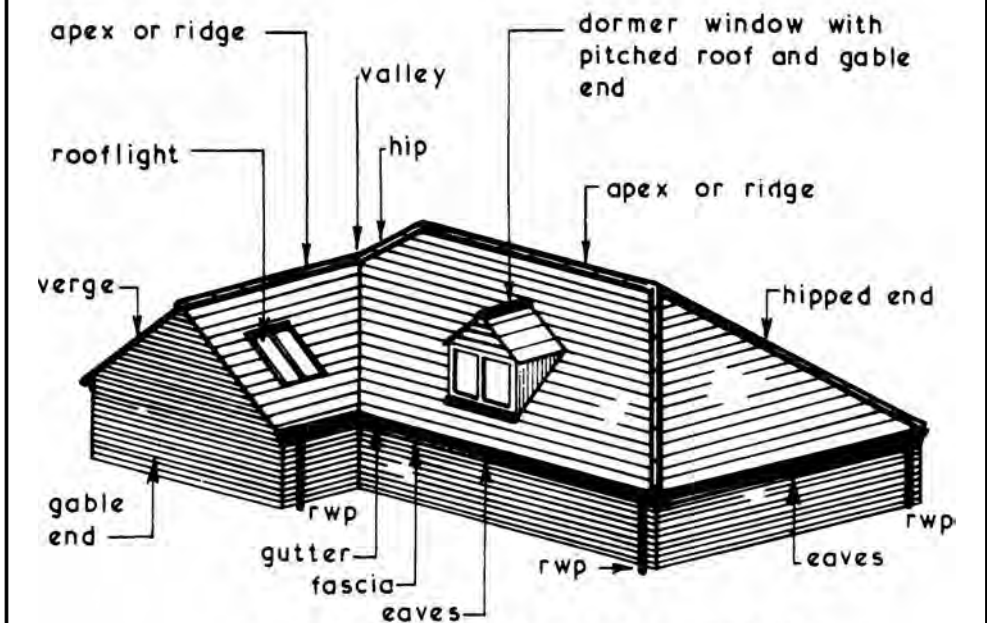 apex or ridge
dormer window with
pitched roof and gable
end
valley
hip
rooflight
apex or ridge
verge
hipped end
gable
end
rwp
gutter
fascia
eaves
rwp
eaves
rwp